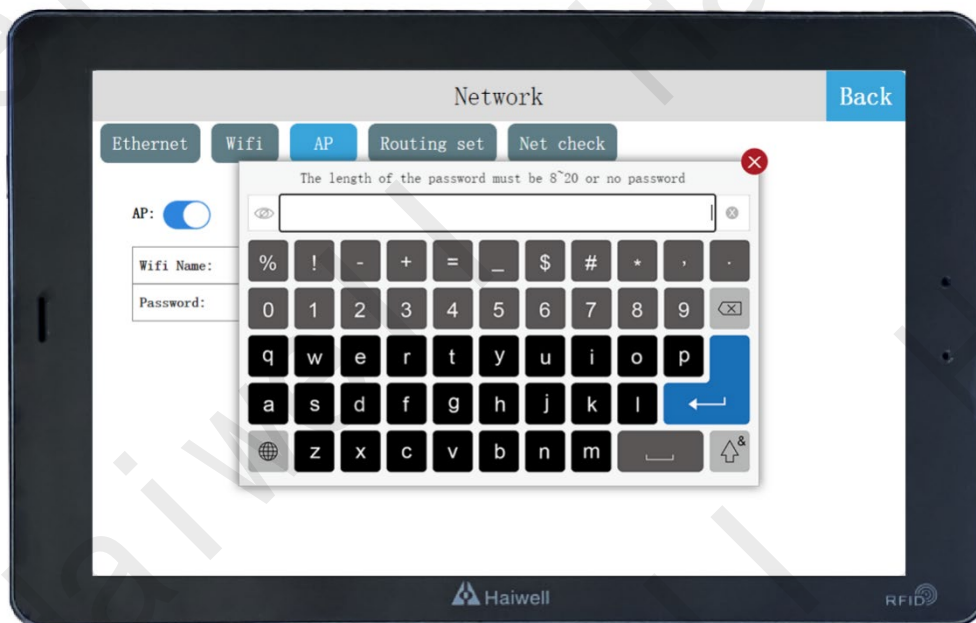 Network
Back
Ethernet
Wifi
AP
Routing set
Net check
The length of the password must be 8~20 or no password
AP:
Wifi Name:
Password:
% ! - + = _ $ # * , .
0 1 2 3 4 5 6 7 8 9
q w e r t y u i o p
a s d f g h j k l
z x c v b n m
&
Haiwell
RFID
Haiwell